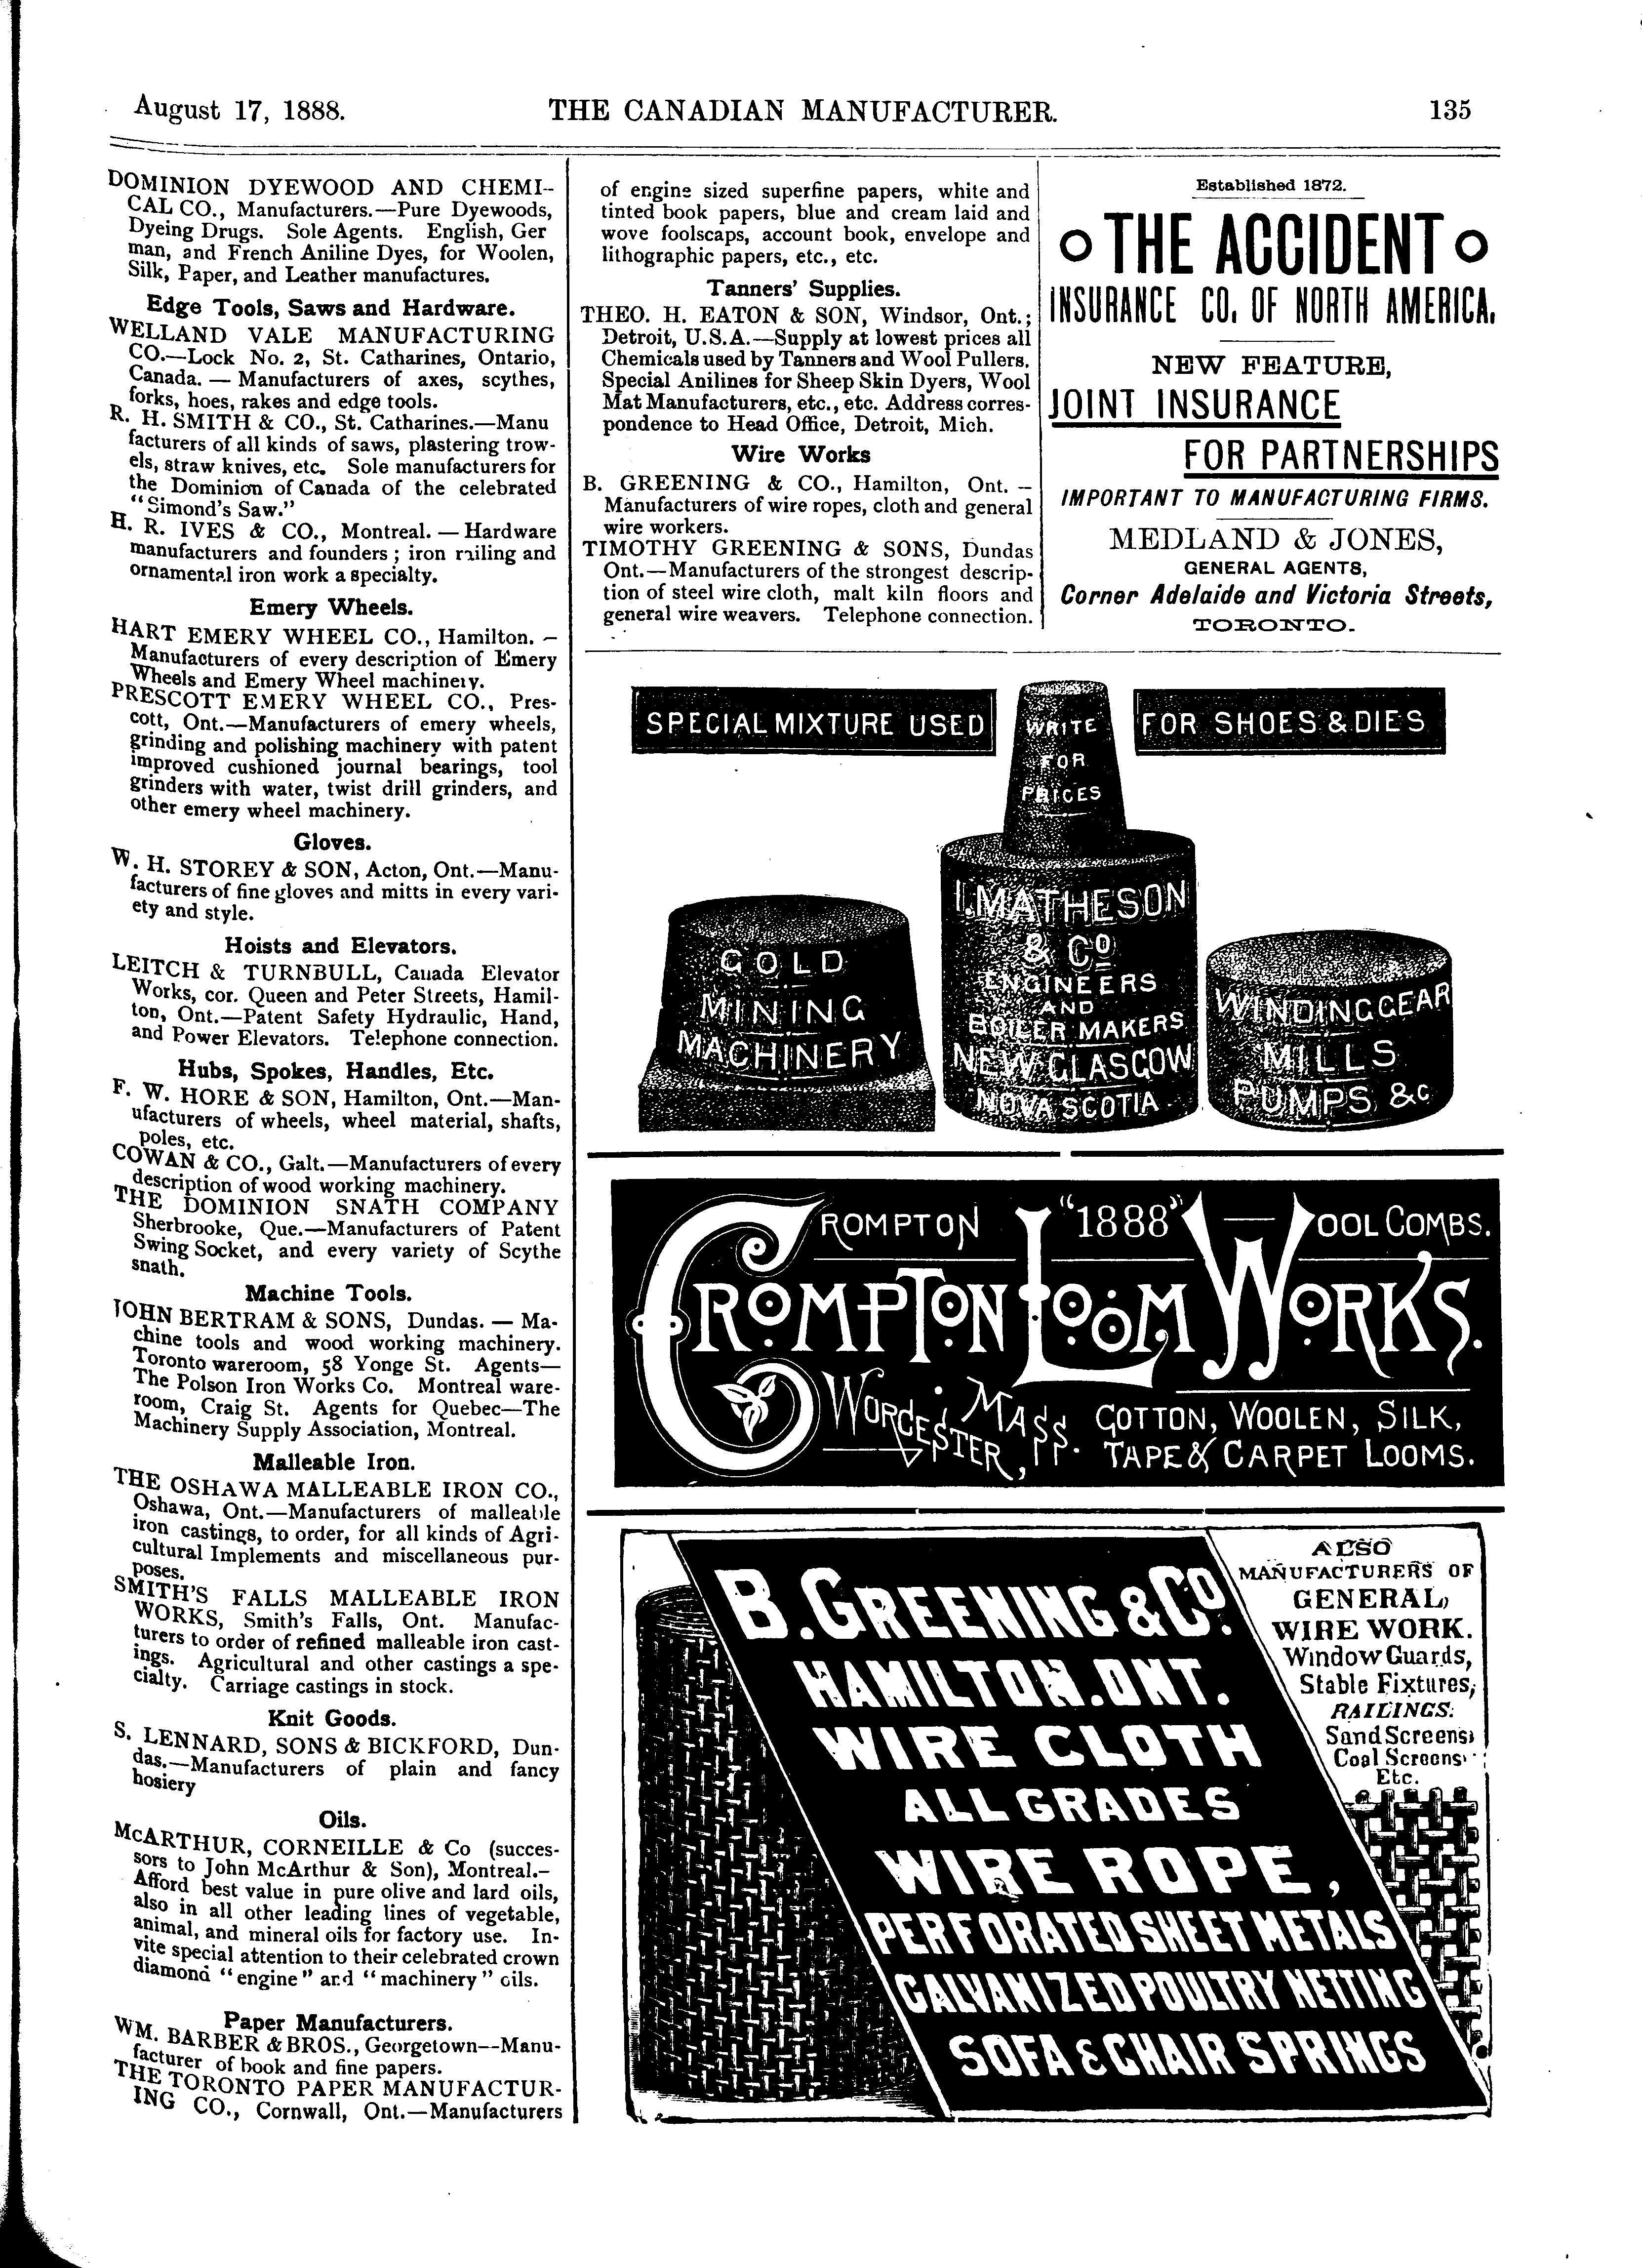 August 17, 1888.
THE CANADIAN MANUFACTURER.
135
DOMINION DYEWOOD AND CHEMI-
CAL CO., Manufacturers.—Pure Dyewoods,
Dyeing Drugs. Sole Agents. English, Ger
man, and French Aniline Dyes, for Woolen,
Silk, Paper, and Leather manufactures.
Edge Tools, Saws and Hardware.
WELLAND VALE MANUFACTURING
CO.—Lock No. 2, St. Catharines, Ontario,
Canada. — Manufacturers of axes, scythes,
forks, hoes, rakes and edge tools.
R. H. SMITH & CO., St. Catharines.—Manu
facturers of all kinds of saws, plastering trow-
els, straw knives, etc. Sole manufacturers for
the Dominion of Canada of the celebrated
"Simond's Saw."
H. R. IVES & CO., Montreal. — Hardware
manufacturers and founders ; iron railing and
ornamental iron work a specialty.
Emery Wheels.
HART EMERY WHEEL CO., Hamilton. —
Manufacturers of every description of Emery
Wheels and Emery Wheel machinery.
PRESCOTT EMERY WHEEL CO., Pres-
cott, Ont.—Manufacturers of emery wheels,
grinding and polishing machinery with patent
improved cushioned journal bearings, tool
grinders with water, twist drill grinders, and
other emery wheel machinery.
Gloves.
W. H. STOREY & SON, Acton, Ont.—Manu-
facturers of fine gloves and mitts in every vari-
ety and style.
Hoists and Elevators.
LEITCH & TURNBULL, Canada Elevator
Works, cor. Queen and Peter Streets, Hamil-
ton, Ont.—Patent Safety Hydraulic, Hand,
and Power Elevators. Telephone connection.
Hubs, Spokes, Handles, Etc.
F. W. HORE & SON, Hamilton, Ont.—Man-
ufacturers of wheels, wheel material, shafts,
poles, etc.
COWAN & CO., Galt.—Manufacturers of every
description of wood working machinery.
THE DOMINION SNATH COMPANY
Sherbrooke, Que.—Manufacturers of Patent
Swing Socket, and every variety of Scythe
snath.
Machine Tools.
JOHN BERTRAM & SONS, Dundas. — Ma-
chine tools and wood working machinery.
Toronto wareroom, 58 Yonge St. Agents—
The Polson Iron Works Co. Montreal ware-
room, Craig St. Agents for Quebec—The
Machinery Supply Association, Montreal.
Malleable Iron.
THE OSHAWA MALLEABLE IRON CO.,
Oshawa, Ont.—Manufacturers of malleable
iron castings, to order, for all kinds of Agri-
cultural Implements and miscellaneous pur-
poses.
SMITH'S FALLS MALLEABLE IRON
WORKS, Smith's Falls, Ont. Manufac-
turers to order of refined malleable iron cast-
ings. Agricultural and other castings a spe-
cialty. Carriage castings in stock.
Knit Goods.
S. LENNARD, SONS & BICKFORD, Dun-
das.—Manufacturers of plain and fancy
hosiery
Oils.
McARTHUR, CORNEILLE & Co (succes-
sors to John McArthur & Son), Montreal.—
Afford best value in pure olive and lard oils,
also in all other leading lines of vegetable,
animal, and mineral oils for factory use. In-
vite special attention to their celebrated crown
diamond "engine" and "machinery" oils.
Paper Manufacturers.
WM. BARBER & BROS., Georgetown--Manu-
facturer of book and fine papers.
THE TORONTO PAPER MANUFACTUR-
ING CO., Cornwall, Ont.—Manufacturers
of engine sized superfine papers, white and
tinted book papers, blue and cream laid and
wove foolscaps, account book, envelope and
lithographic papers, etc., etc.
Tanners' Supplies.
THEO. H. EATON & SON, Windsor, Ont.;
Detroit, U.S.A.—Supply at lowest prices all
Chemicals used by Tanners and Wool Pullers.
Special Anilines for Sheep Skin Dyers, Wool
Mat Manufacturers, etc., etc. Address corres-
pondence to Head Office, Detroit, Mich.
Wire Works
B. GREENING & CO., Hamilton, Ont. —
Manufacturers of wire ropes, cloth and general
wire workers.
TIMOTHY GREENING & SONS, Dundas
Ont.—Manufacturers of the strongest descrip-
tion of steel wire cloth, malt kiln floors and
general wire weavers. Telephone connection.
Established 1872.
THE ACCIDENT
INSURANCE CO. OF NORTH AMERICA.
NEW FEATURE,
JOINT INSURANCE
FOR PARTNERSHIPS
IMPORTANT TO MANUFACTURING FIRMS.
MEDLAND & JONES,
GENERAL AGENTS,
Corner Adelaide and Victoria Streets,
TORONTO.
SPECIAL MIXTURE USED
WRITE
FOR
PRICES
FOR SHOES & DIES
GOLD
MINING
MACHINERY
I. MATHESON
& Co
ENGINEERS
AND
BOILER MAKERS
NEW GLASGOW
NOVA SCOTIA
WINDING GEAR
MILLS
PUMPS &c
CROMPTON "1888" WOOL COMBS.
CROMPTON LOOM WORKS.
WORCESTER, MASS.
COTTON, WOOLEN, SILK,
TAPE & CARPET LOOMS.
B. GREENING & Co.
HAMILTON. ONT.
WIRE CLOTH
ALL GRADES
WIRE ROPE,
PERFORATED SHEET METALS
GALVANIZED POULTRY NETTING
SOFA & CHAIR SPRINGS
ALSO
MANUFACTURERS OF
GENERAL,
WIRE WORK.
Window Guards,
Stable Fixtures,
RAILINGS.
Sand Screens,
Coal Screens
Etc.